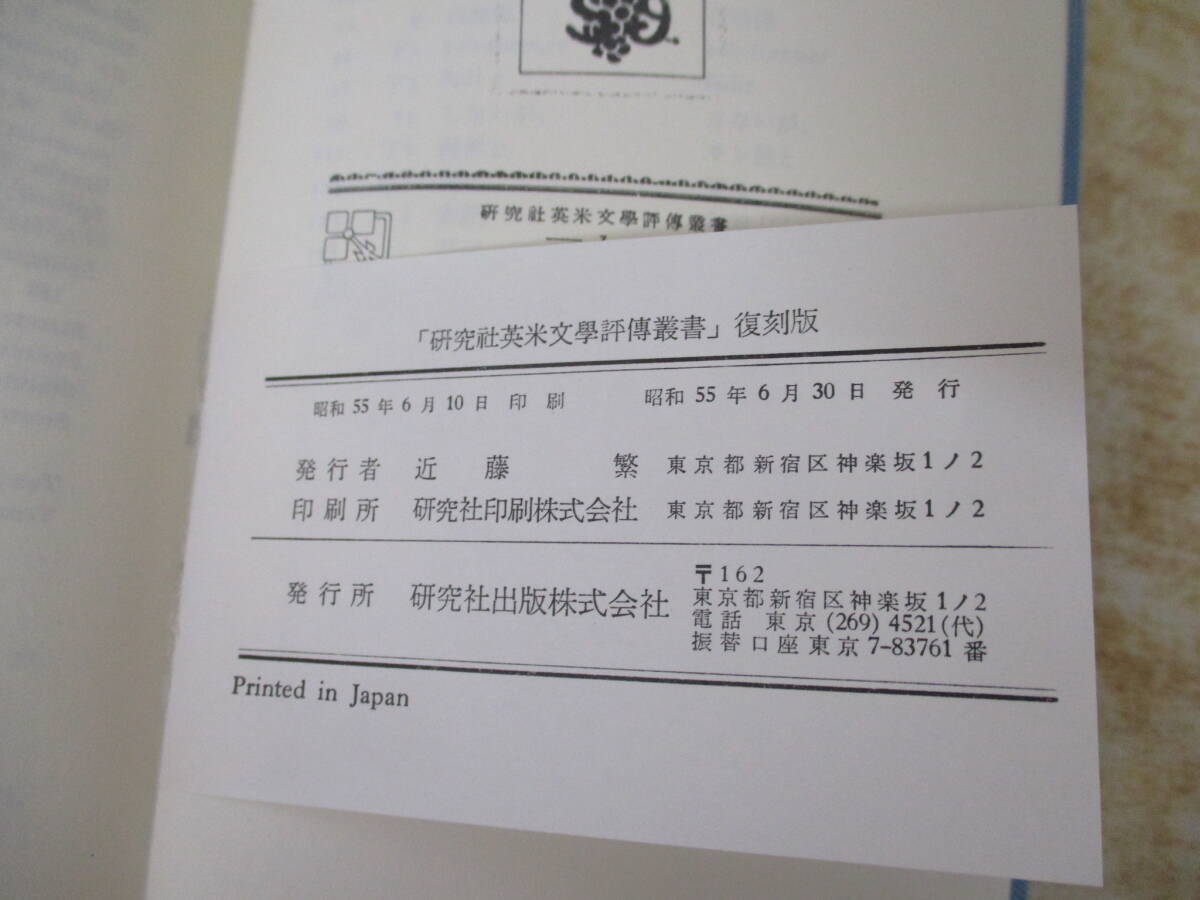 研究社英米文學評傳叢書
「研究社英米文學評傳叢書」復刻版
昭和 55 年 6 月 10 日 印 刷 昭和 55 年 6 月 30 日 発 行
発行者 近 藤 繁 東京都新宿区神楽坂1ノ2
印刷所 研究社印刷株式会社 東京都新宿区神楽坂1ノ2
発行所 研究社出版株式会社
〒162
東京都新宿区神楽坂1ノ2
電話 東京 (269) 4521(代)
振替口座東京 7-83761 番
Printed in Japan